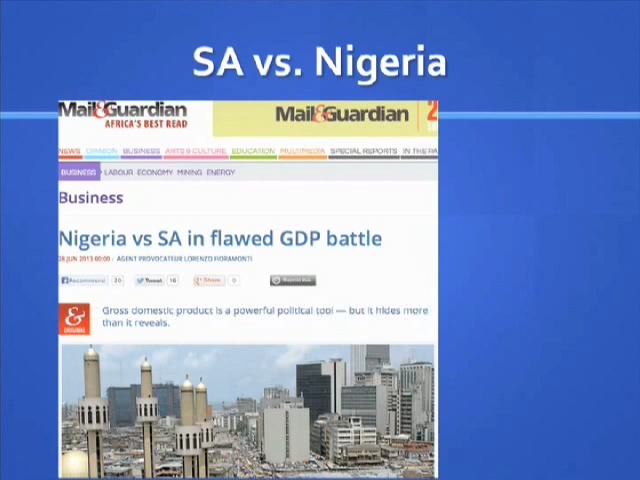 SA vs. Nigeria
Mail&Guardian
AFRICA'S BEST READ
Mail&Guardian
2
NEWS OPINION BUSINESS ARTS & CULTURE EDUCATION MULTIMEDIA SPECIAL REPORTS IN THE PA
BUSINESS LABOUR ECONOMY MINING ENERGY
Business
Nigeria vs SA in flawed GDP battle
28 JUN 2013 00:00 - AGENT PROVOCATEUR LORENZO FIORAMONTI
Recommend 20 Tweet 16 Share 0
&
Gross domestic product is a powerful political tool — but it hides more
than it reveals.